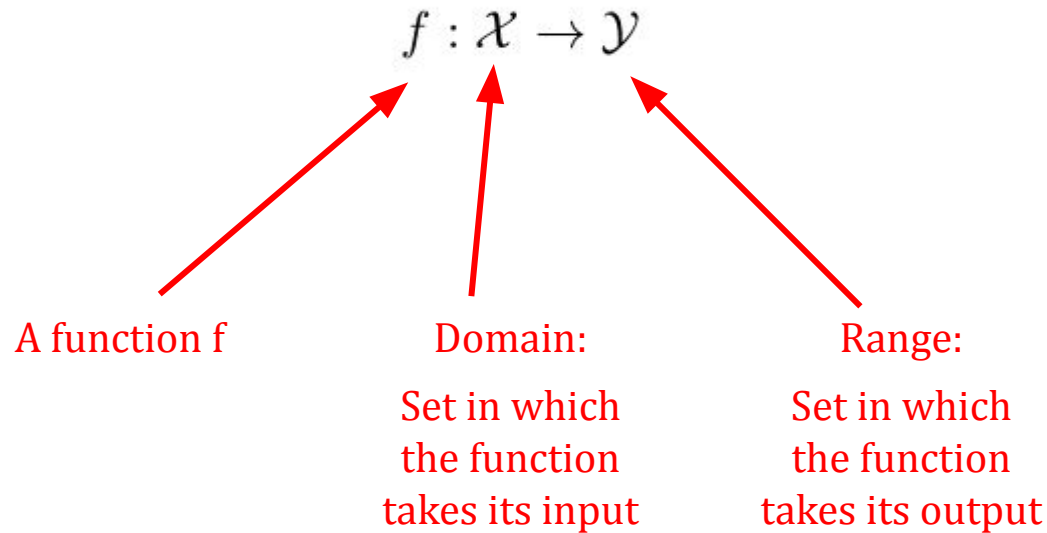 f : 𝒳 → 𝒴
A function f
Domain:
Set in which
the function
takes its input
Range:
Set in which
the function
takes its output